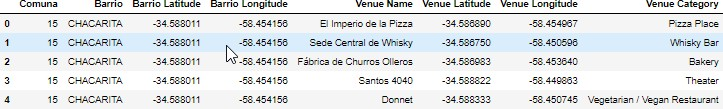 Comuna Barrio Barrio Latitude Barrio Longitude Venue Name Venue Latitude Venue Longitude Venue Category
0 15 CHACARITA -34.588011 -58.454156 El Imperio de la Pizza -34.586890 -58.454967 Pizza Place
1 15 CHACARITA -34.588011 -58.454156 Sede Central de Whisky -34.586750 -58.450596 Whisky Bar
2 15 CHACARITA -34.588011 -58.454156 Fábrica de Churros Olleros -34.586983 -58.453640 Bakery
3 15 CHACARITA -34.588011 -58.454156 Santos 4040 -34.588822 -58.449863 Theater
4 15 CHACARITA -34.588011 -58.454156 Donnet -34.588333 -58.450745 Vegetarian / Vegan Restaurant